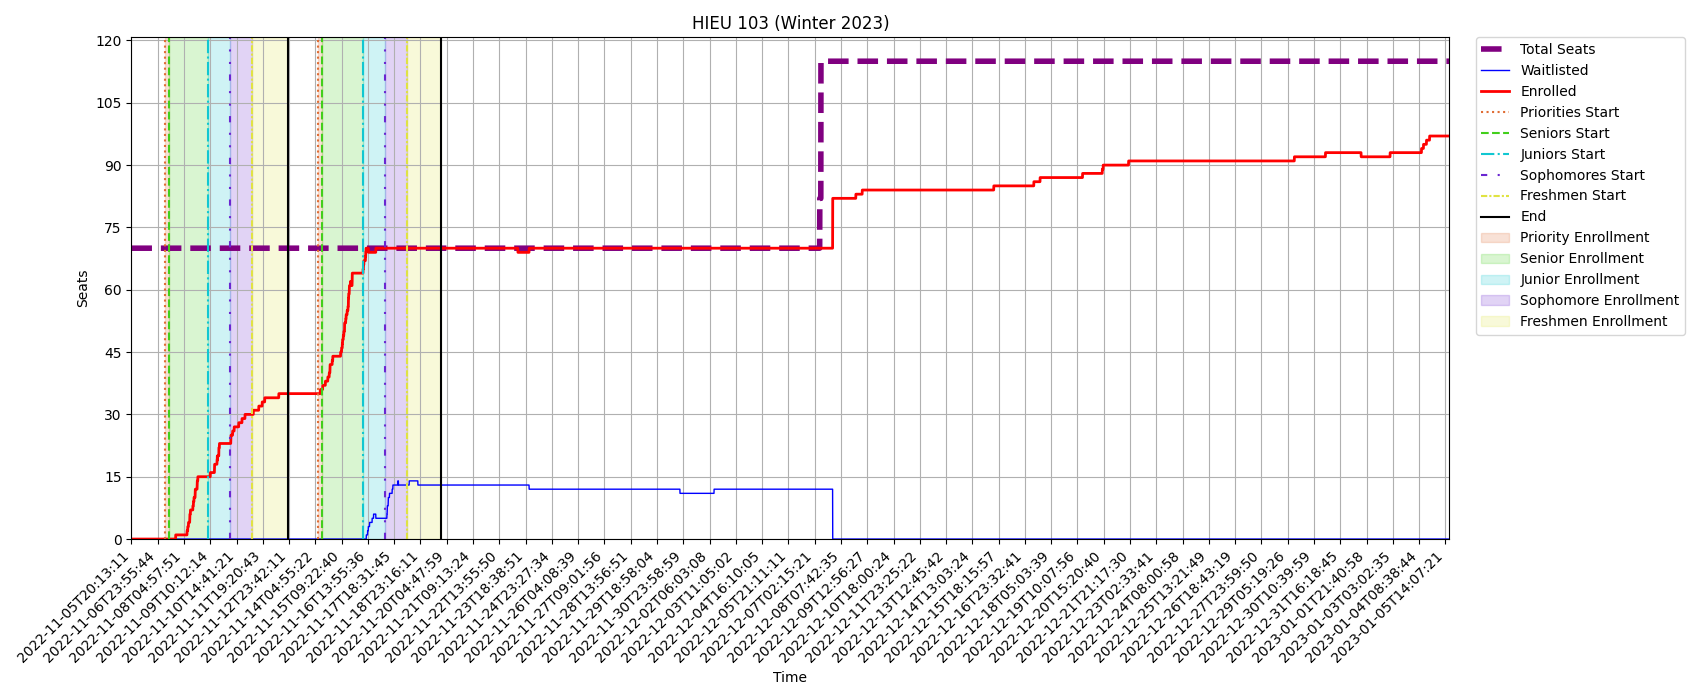 HIEU 103 (Winter 2023)
120
105
90
75
60
45
30
15
0
Seats
2022-11-05T20:13:11
2022-11-06T23:55:44
2022-11-08T04:57:51
2022-11-09T10:12:14
2022-11-10T14:41:21
2022-11-11T19:20:43
2022-11-12T23:42:11
2022-11-14T04:55:22
2022-11-15T09:22:40
2022-11-16T13:55:36
2022-11-17T18:31:45
2022-11-18T23:16:11
2022-11-20T04:47:59
2022-11-21T09:13:24
2022-11-22T13:55:50
2022-11-23T18:38:51
2022-11-24T23:27:34
2022-11-26T04:08:39
2022-11-27T09:01:56
2022-11-28T13:56:51
2022-11-29T18:58:04
2022-11-30T23:58:59
2022-12-02T06:03:08
2022-12-03T11:05:02
2022-12-04T16:10:05
2022-12-05T21:11:11
2022-12-07T02:15:21
2022-12-08T07:42:35
2022-12-09T12:56:27
2022-12-10T18:00:24
2022-12-11T23:25:22
2022-12-13T12:45:42
2022-12-14T13:03:24
2022-12-15T18:15:57
2022-12-16T23:32:41
2022-12-18T05:03:39
2022-12-19T10:07:56
2022-12-20T15:20:40
2022-12-21T21:17:30
2022-12-23T02:33:41
2022-12-24T08:00:58
2022-12-25T13:21:49
2022-12-26T18:43:19
2022-12-27T23:59:50
2022-12-29T05:19:26
2022-12-30T10:39:59
2022-12-31T16:18:45
2023-01-01T21:40:58
2023-01-03T03:02:35
2023-01-04T08:38:44
2023-01-05T14:07:21
Time
Total Seats
Waitlisted
Enrolled
Priorities Start
Seniors Start
Juniors Start
Sophomores Start
Freshmen Start
End
Priority Enrollment
Senior Enrollment
Junior Enrollment
Sophomore Enrollment
Freshmen Enrollment